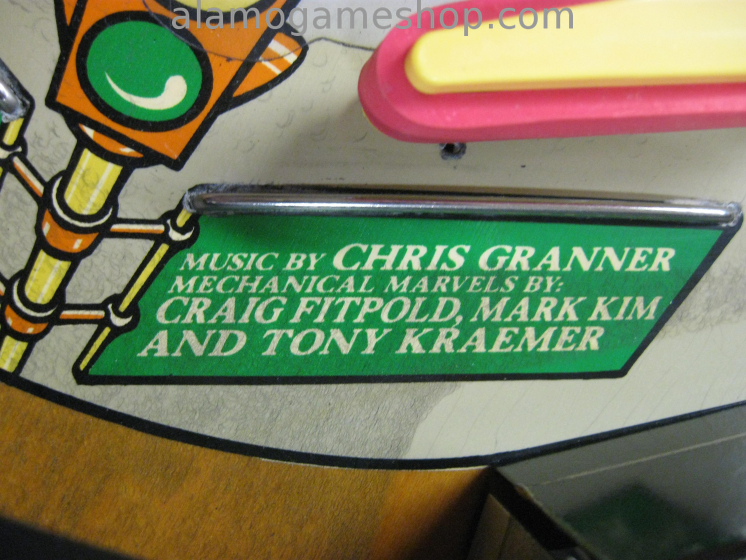 alamogameshop.com
MUSIC BY CHRIS GRANNER
MECHANICAL MARVELS BY:
CRAIG FITPOLD, MARK KIM
AND TONY KRAEMER